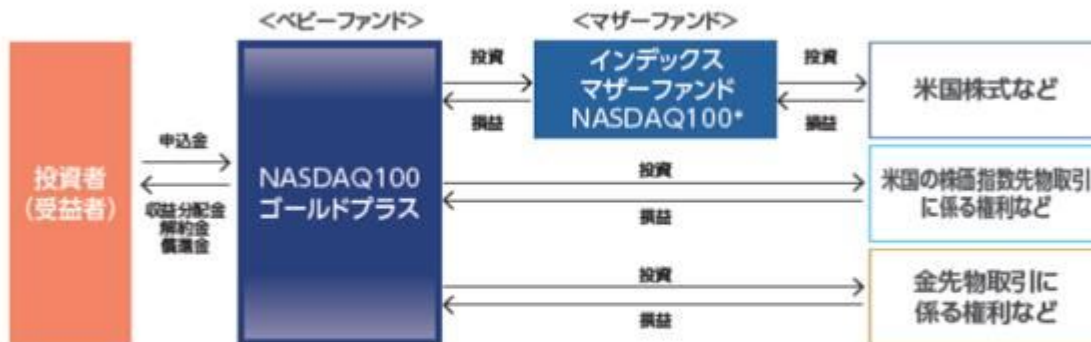 <ベビーファンド>
<マザーファンド>
投資者
(受益者)
申込金
収益分配金
解約金
償還金
NASDAQ100
ゴールドプラス
投資
損益
インデックス
マザーファンド
NASDAQ100*
投資
損益
米国株式など
投資
損益
米国の株価指数先物取引
に係る権利など
投資
損益
金先物取引に
係る権利など